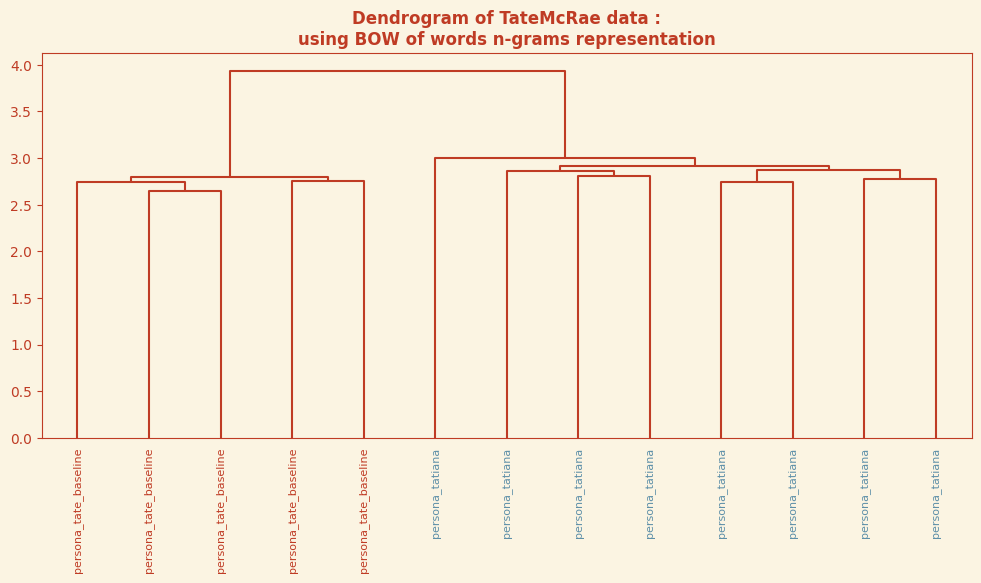 Dendrogram of TateMcRae data :
using BOW of words n-grams representation
4.0
3.5
3.0
2.5
2.0
1.5
1.0
0.5
0.0
persona_tate_baseline
persona_tate_baseline
persona_tate_baseline
persona_tate_baseline
persona_tate_baseline
persona_tatiana
persona_tatiana
persona_tatiana
persona_tatiana
persona_tatiana
persona_tatiana
persona_tatiana
persona_tatiana